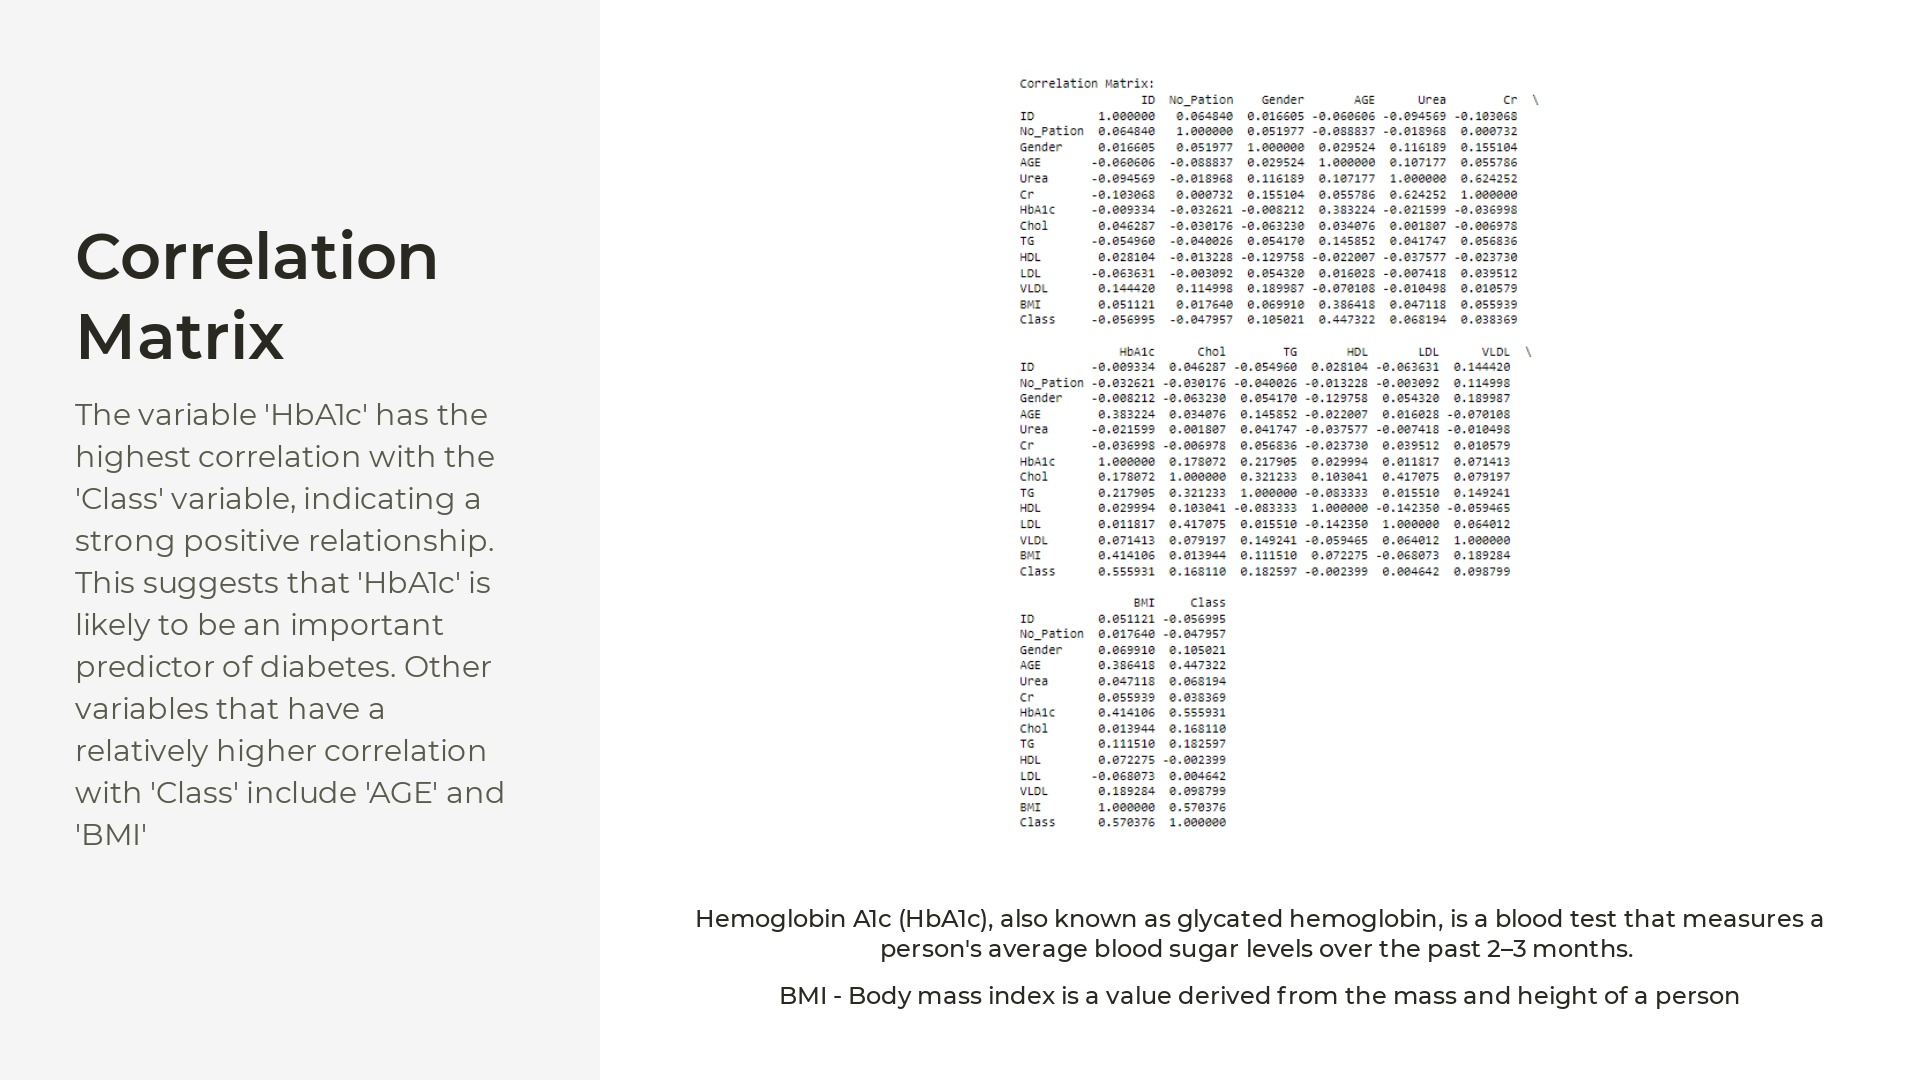 Correlation
Matrix
The variable 'HbA1c' has the
highest correlation with the
'Class' variable, indicating a
strong positive relationship.
This suggests that 'HbA1c' is
likely to be an important
predictor of diabetes. Other
variables that have a
relatively higher correlation
with 'Class' include 'AGE' and
'BMI'
Correlation Matrix:
ID No_Pation Gender AGE Urea Cr \
ID 1.000000 0.064840 0.016605 -0.060606 -0.094569 -0.103068
No_Pation 0.064840 1.000000 0.051977 -0.088837 -0.018968 0.000732
Gender 0.016605 0.051977 1.000000 0.029524 0.116189 0.155104
AGE -0.060606 -0.088837 0.029524 1.000000 0.107177 0.055786
Urea -0.094569 -0.018968 0.116189 0.107177 1.000000 0.624252
Cr -0.103068 0.000732 0.155104 0.055786 0.624252 1.000000
HbA1c -0.009334 -0.032621 -0.008212 0.383224 -0.021599 -0.036998
Chol 0.046287 -0.030176 -0.063230 0.034076 0.001807 -0.006978
TG -0.054960 -0.040026 0.054170 0.145852 0.041747 0.056836
HDL 0.028104 -0.013228 -0.129758 -0.022007 -0.037577 -0.023730
LDL -0.063631 -0.003092 0.054320 0.016028 -0.007418 0.039512
VLDL 0.144420 0.114998 0.189987 -0.070108 -0.010498 0.010579
BMI 0.051121 0.017640 0.069910 0.386418 0.047118 0.055939
Class -0.056995 -0.047957 0.105021 0.447322 0.068194 0.038369
HbA1c Chol TG HDL LDL VLDL \
ID -0.009334 0.046287 -0.054960 0.028104 -0.063631 0.144420
No_Pation -0.032621 -0.030176 -0.040026 -0.013228 -0.003092 0.114998
Gender -0.008212 -0.063230 0.054170 -0.129758 0.054320 0.189987
AGE 0.383224 0.034076 0.145852 -0.022007 0.016028 -0.070108
Urea -0.021599 0.001807 0.041747 -0.037577 -0.007418 -0.010498
Cr -0.036998 -0.006978 0.056836 -0.023730 0.039512 0.010579
HbA1c 1.000000 0.178072 0.217905 0.029994 0.011817 0.071413
Chol 0.178072 1.000000 0.321233 0.103041 0.417075 0.079197
TG 0.217905 0.321233 1.000000 -0.083333 0.015510 0.149241
HDL 0.029994 0.103041 -0.083333 1.000000 -0.142350 -0.059465
LDL 0.011817 0.417075 0.015510 -0.142350 1.000000 0.064012
VLDL 0.071413 0.079197 0.149241 -0.059465 0.064012 1.000000
BMI 0.414106 0.013944 0.111510 0.072275 -0.068073 0.189284
Class 0.555931 0.168110 0.182597 -0.002399 0.004642 0.098799
BMI Class
ID 0.051121 -0.056995
No_Pation 0.017640 -0.047957
Gender 0.069910 0.105021
AGE 0.386418 0.447322
Urea 0.047118 0.068194
Cr 0.055939 0.038369
HbA1c 0.414106 0.555931
Chol 0.013944 0.168110
TG 0.111510 0.182597
HDL 0.072275 -0.002399
LDL -0.068073 0.004642
VLDL 0.189284 0.098799
BMI 1.000000 0.570376
Class 0.570376 1.000000
Hemoglobin A1c (HbA1c), also known as glycated hemoglobin, is a blood test that measures a
person's average blood sugar levels over the past 2–3 months.
BMI - Body mass index is a value derived from the mass and height of a person